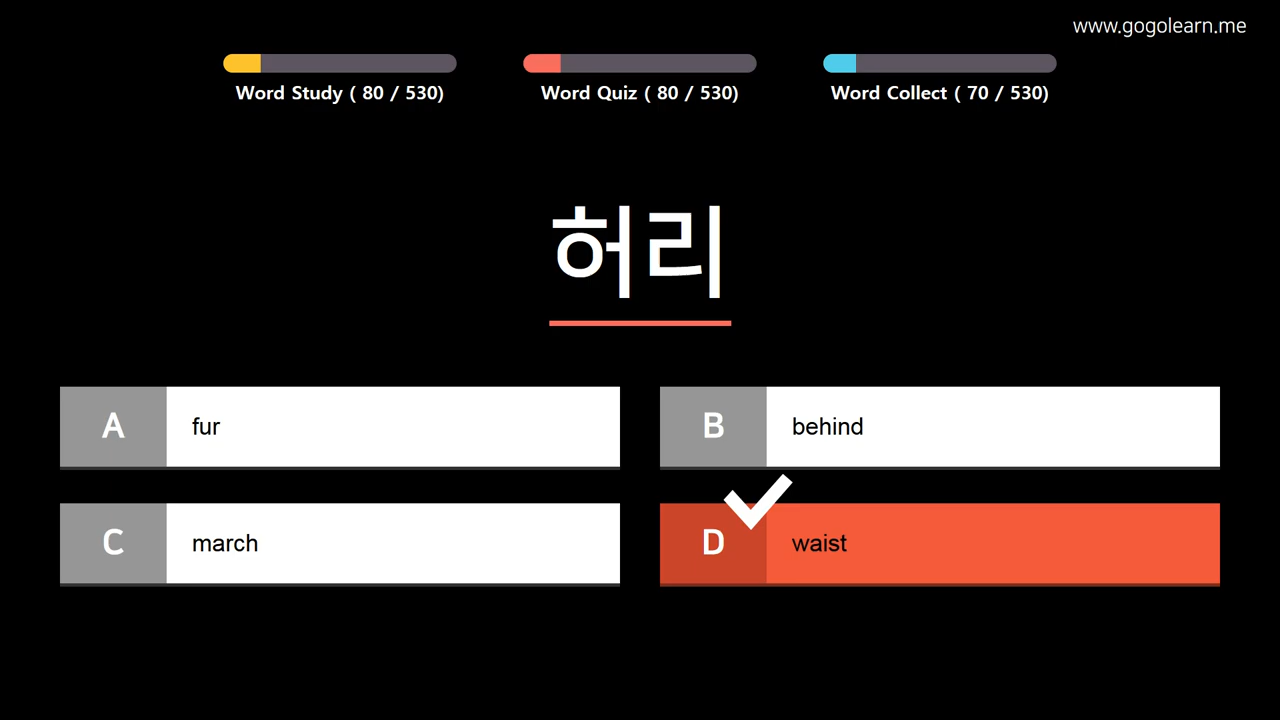 www.gogolearn.me
Word Study ( 80 / 530)
Word Quiz ( 80 / 530)
Word Collect ( 70 / 530)
허리
A fur
B behind
C march
D waist